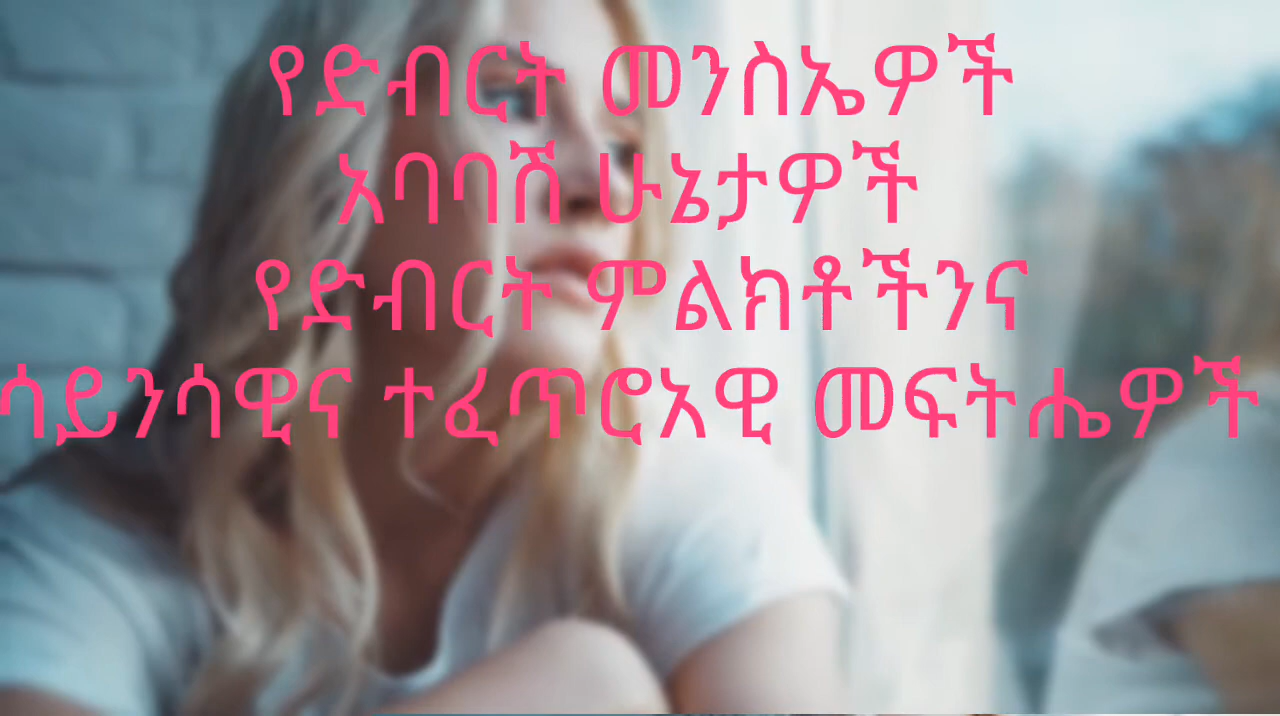 የድብርት መንስኤዎች
አባባሽ ሁኔታዎች
የድብርት ምልክቶችንና
ሳይንሳዊና ተፈጥሮአዊ መፍትሔዎች